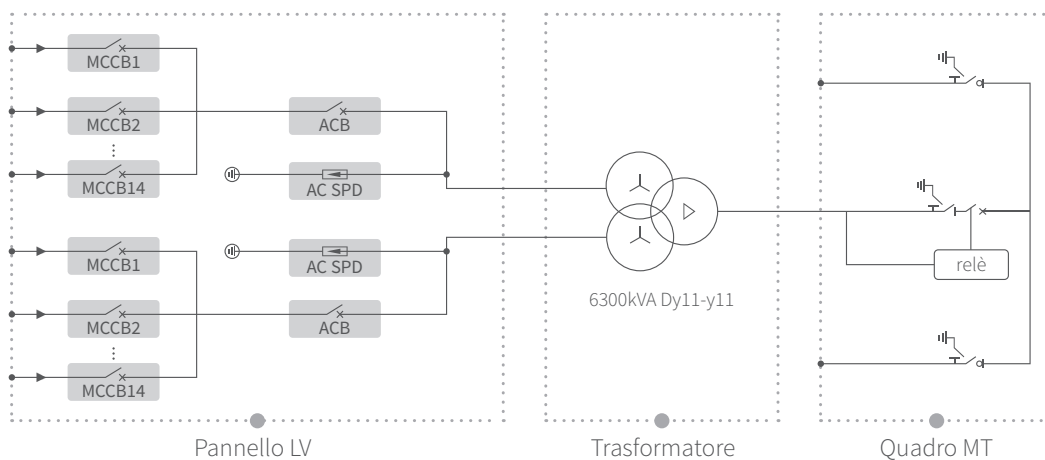 MCCB1
MCCB2
ACB
MCCB14
AC SPD
MCCB1
AC SPD
MCCB2
ACB
MCCB14
6300kVA Dy11-y11
relè
Pannello LV
Trasformatore
Quadro MT